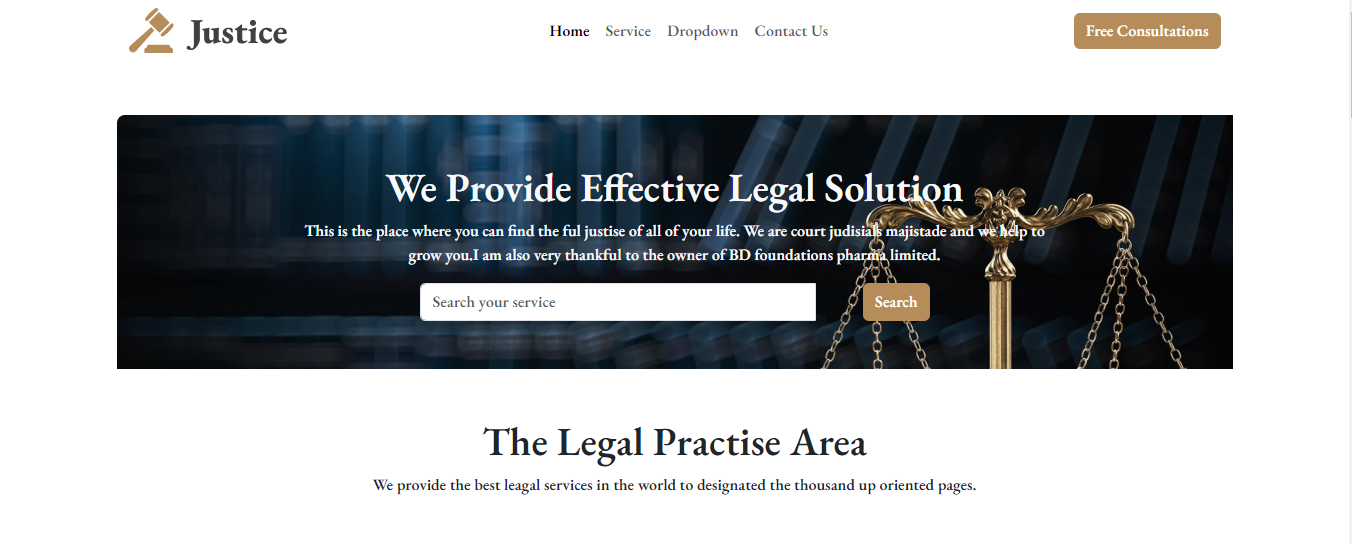 Justice
Home Service Dropdown Contact Us
Free Consultations
We Provide Effective Legal Solution
This is the place where you can find the ful justise of all of your life. We are court judisials majistade and we help to
grow you.I am also very thankful to the owner of BD foundations pharma limited.
Search your service
Search
The Legal Practise Area
We provide the best leagal services in the world to designated the thousand up oriented pages.